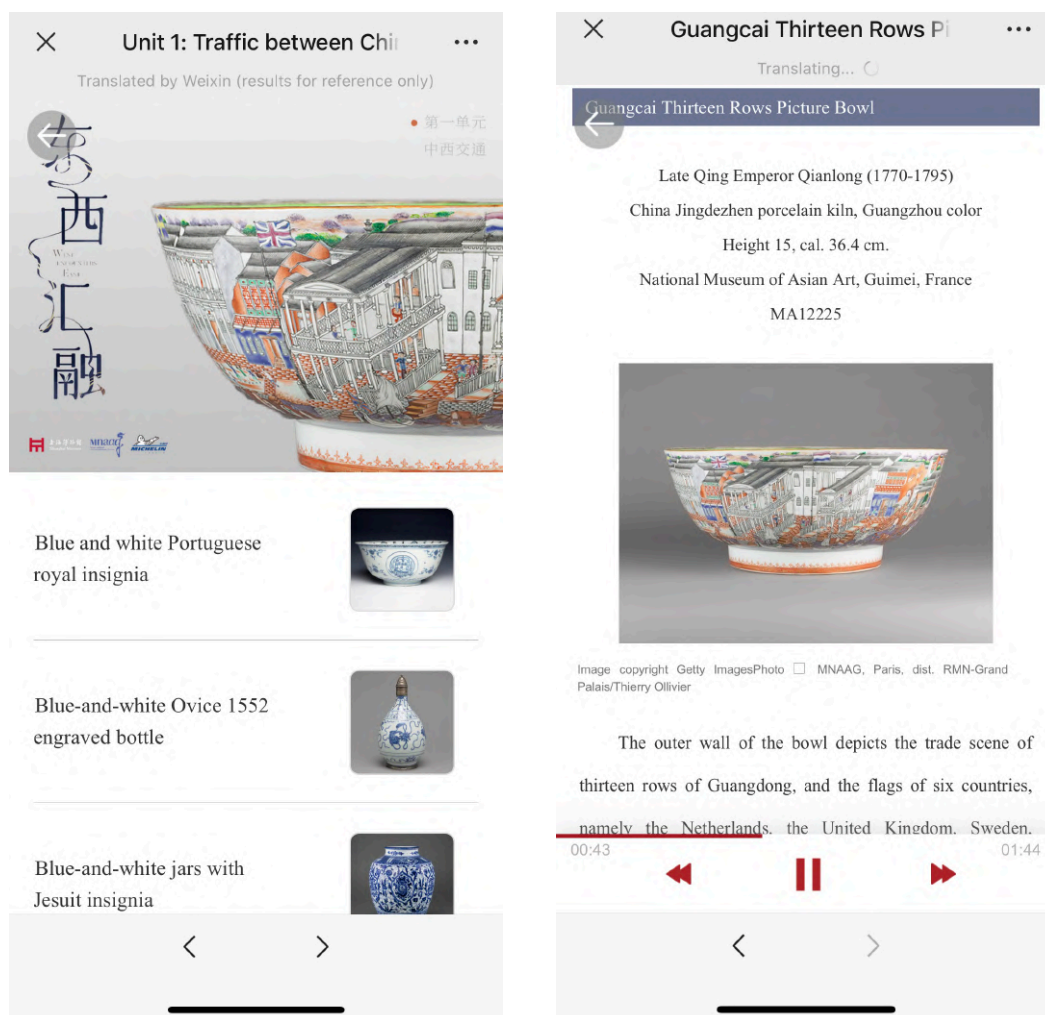 Unit 1: Traffic between Chi
Translated by Weixin (results for reference only)
东西汇融
WEST
ENCOUNTERS
EAST
第一单元
中西交通
MNAAG
MICHELIN
Blue and white Portuguese
royal insignia
Blue-and-white Ovice 1552
engraved bottle
Blue-and-white jars with
Jesuit insignia
Guangcai Thirteen Rows Pi
Translating...
Guangcai Thirteen Rows Picture Bowl
Late Qing Emperor Qianlong (1770-1795)
China Jingdezhen porcelain kiln, Guangzhou color
Height 15, cal. 36.4 cm.
National Museum of Asian Art, Guimei, France
MA12225
Image copyright Getty ImagesPhoto □ MNAAG, Paris, dist. RMN-Grand
Palais/Thierry Ollivier
The outer wall of the bowl depicts the trade scene of
thirteen rows of Guangdong, and the flags of six countries,
namely the Netherlands, the United Kingdom, Sweden,
00:43
01:44